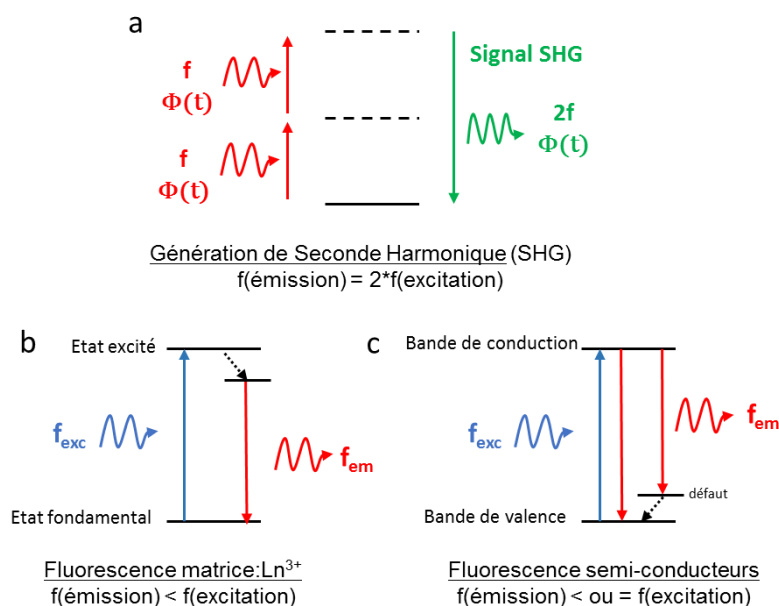 a
f
Φ(t)
f
Φ(t)
Signal SHG
2f
Φ(t)
Génération de Seconde Harmonique (SHG)
f(émission) = 2*f(excitation)
b
Etat excité
f exc
f em
Etat fondamental
Fluorescence matrice:Ln³⁺
f(émission) < f(excitation)
c
Bande de conduction
f exc
f em
défaut
Bande de valence
Fluorescence semi-conducteurs
f(émission) < ou = f(excitation)